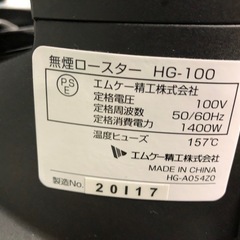 無煙ロースター HG-100
PSE
エムケー精工株式会社
定格電圧 100V
定格周波数 50/60Hz
定格消費電力 1400W
温度ヒューズ 157℃
エムケー精工株式会社
MADE IN CHINA
HG-A05420
製造No. 20I17